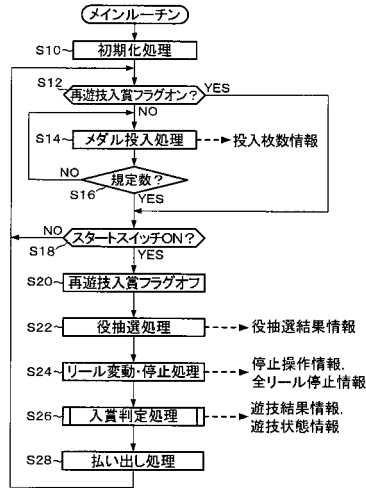 メインルーチン
S10
初期化処理
S12
再遊技入賞フラグオン?
YES
NO
S14
メダル投入処理
投入枚数情報
NO
規定数?
S16
YES
NO
スタートスイッチON?
S18
YES
S20
再遊技入賞フラグオフ
S22
役抽選処理
役抽選結果情報
S24
リール変動・停止処理
停止操作情報,
全リール停止情報
S26
入賞判定処理
遊技結果情報,
遊技状態情報
S28
払い出し処理